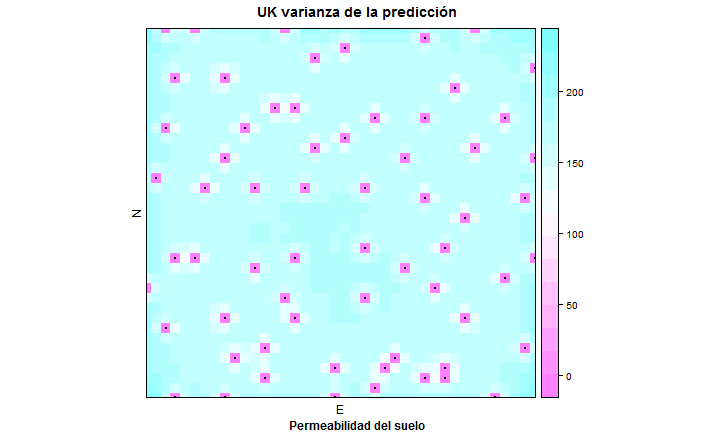 UK varianza de la predicción
200
150
100
50
0
N
E
Permeabilidad del suelo